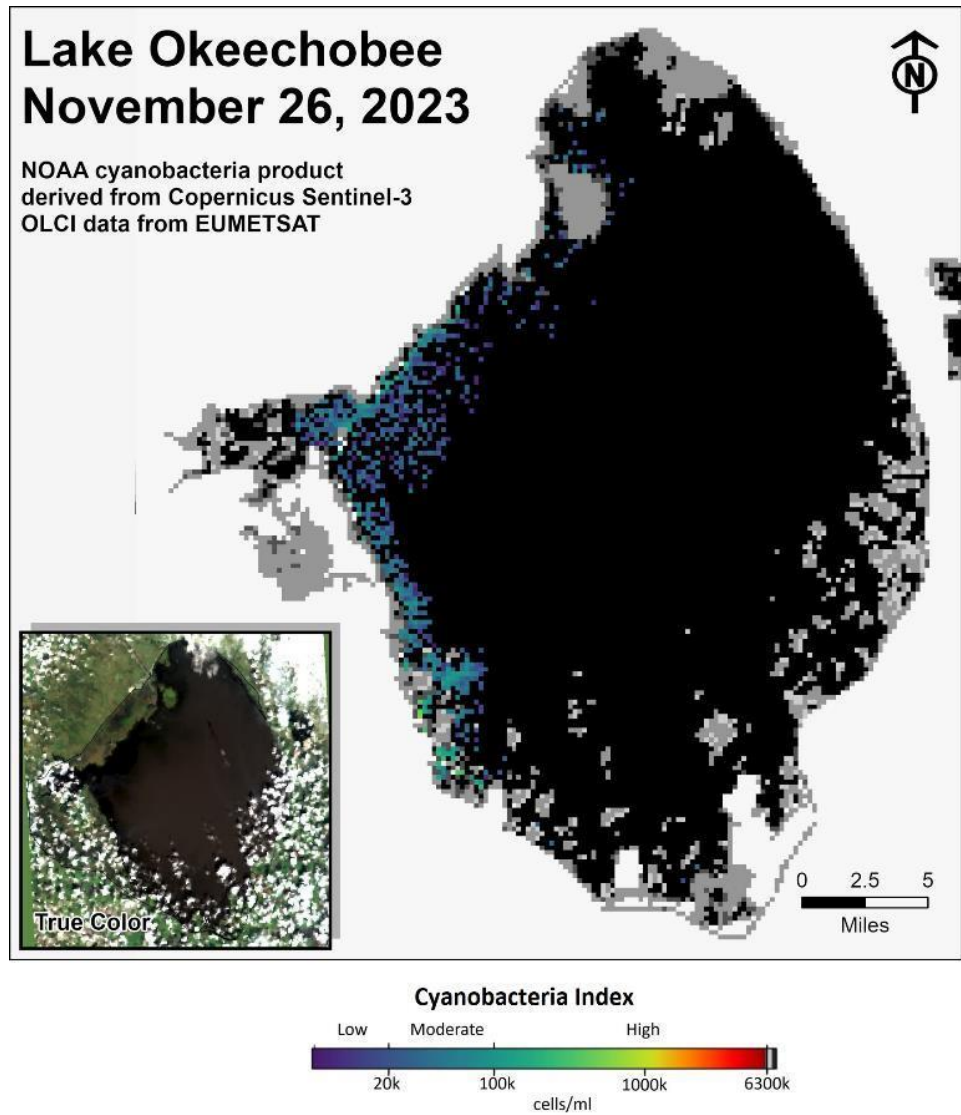 Lake Okeechobee
November 26, 2023
N
NOAA cyanobacteria product
derived from Copernicus Sentinel-3
OLCI data from EUMETSAT
True Color
0 2.5 5
Miles
Cyanobacteria Index
Low Moderate High
20k 100k 1000k 6300k
cells/ml